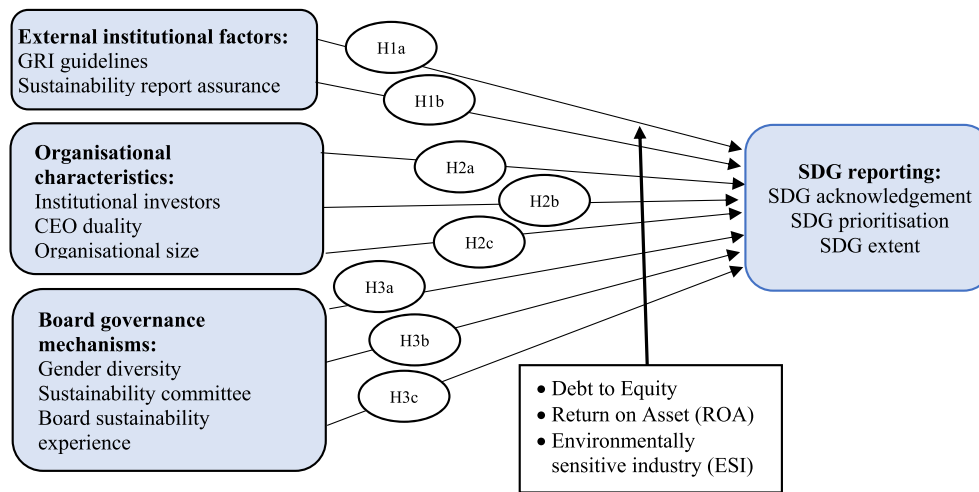 External institutional factors:
GRI guidelines
Sustainability report assurance
H1a
H1b
Organisational
characteristics:
Institutional investors
CEO duality
Organisational size
H2a
H2b
H2c
Board governance
mechanisms:
Gender diversity
Sustainability committee
Board sustainability
experience
H3a
H3b
H3c
SDG reporting:
SDG acknowledgement
SDG prioritisation
SDG extent
• Debt to Equity
• Return on Asset (ROA)
• Environmentally
sensitive industry (ESI)